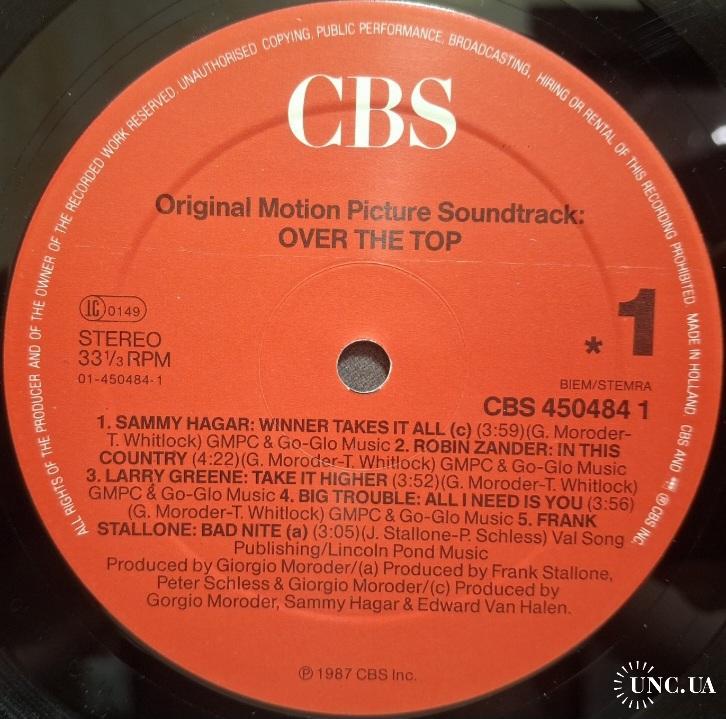 ALL RIGHTS OF THE PRODUCER AND OF THE OWNER OF THE RECORDED WORK RESERVED. UNAUTHORISED COPYING, PUBLIC PERFORMANCE, BROADCASTING, HIRING OR RENTAL OF THIS RECORDING PROHIBITED. MADE IN HOLLAND. CBS AND ARE ® CBS INC.
CBS
Original Motion Picture Soundtrack:
OVER THE TOP
LC 0149
STEREO
33 1/3 RPM
01-450484-1
* 1
BIEM/STEMRA
CBS 450484 1
1. SAMMY HAGAR: WINNER TAKES IT ALL (c) (3:59)(G. Moroder-
T. Whitlock) GMPC & Go-Glo Music 2. ROBIN ZANDER: IN THIS
COUNTRY (4:22)(G. Moroder-T. Whitlock) GMPC & Go-Glo Music
3. LARRY GREENE: TAKE IT HIGHER (3:52)(G. Moroder-T. Whitlock)
GMPC & Go-Glo Music 4. BIG TROUBLE: ALL I NEED IS YOU (3:56)
(G. Moroder-T. Whitlock) GMPC & Go-Glo Music 5. FRANK
STALLONE: BAD NITE (a) (3:05)(J. Stallone-P. Schless) Val Song
Publishing/Lincoln Pond Music
Produced by Giorgio Moroder/(a) Produced by Frank Stallone,
Peter Schless & Giorgio Moroder/(c) Produced by
Gorgio Moroder, Sammy Hagar & Edward Van Halen.
℗ 1987 CBS Inc.
UNC.UA